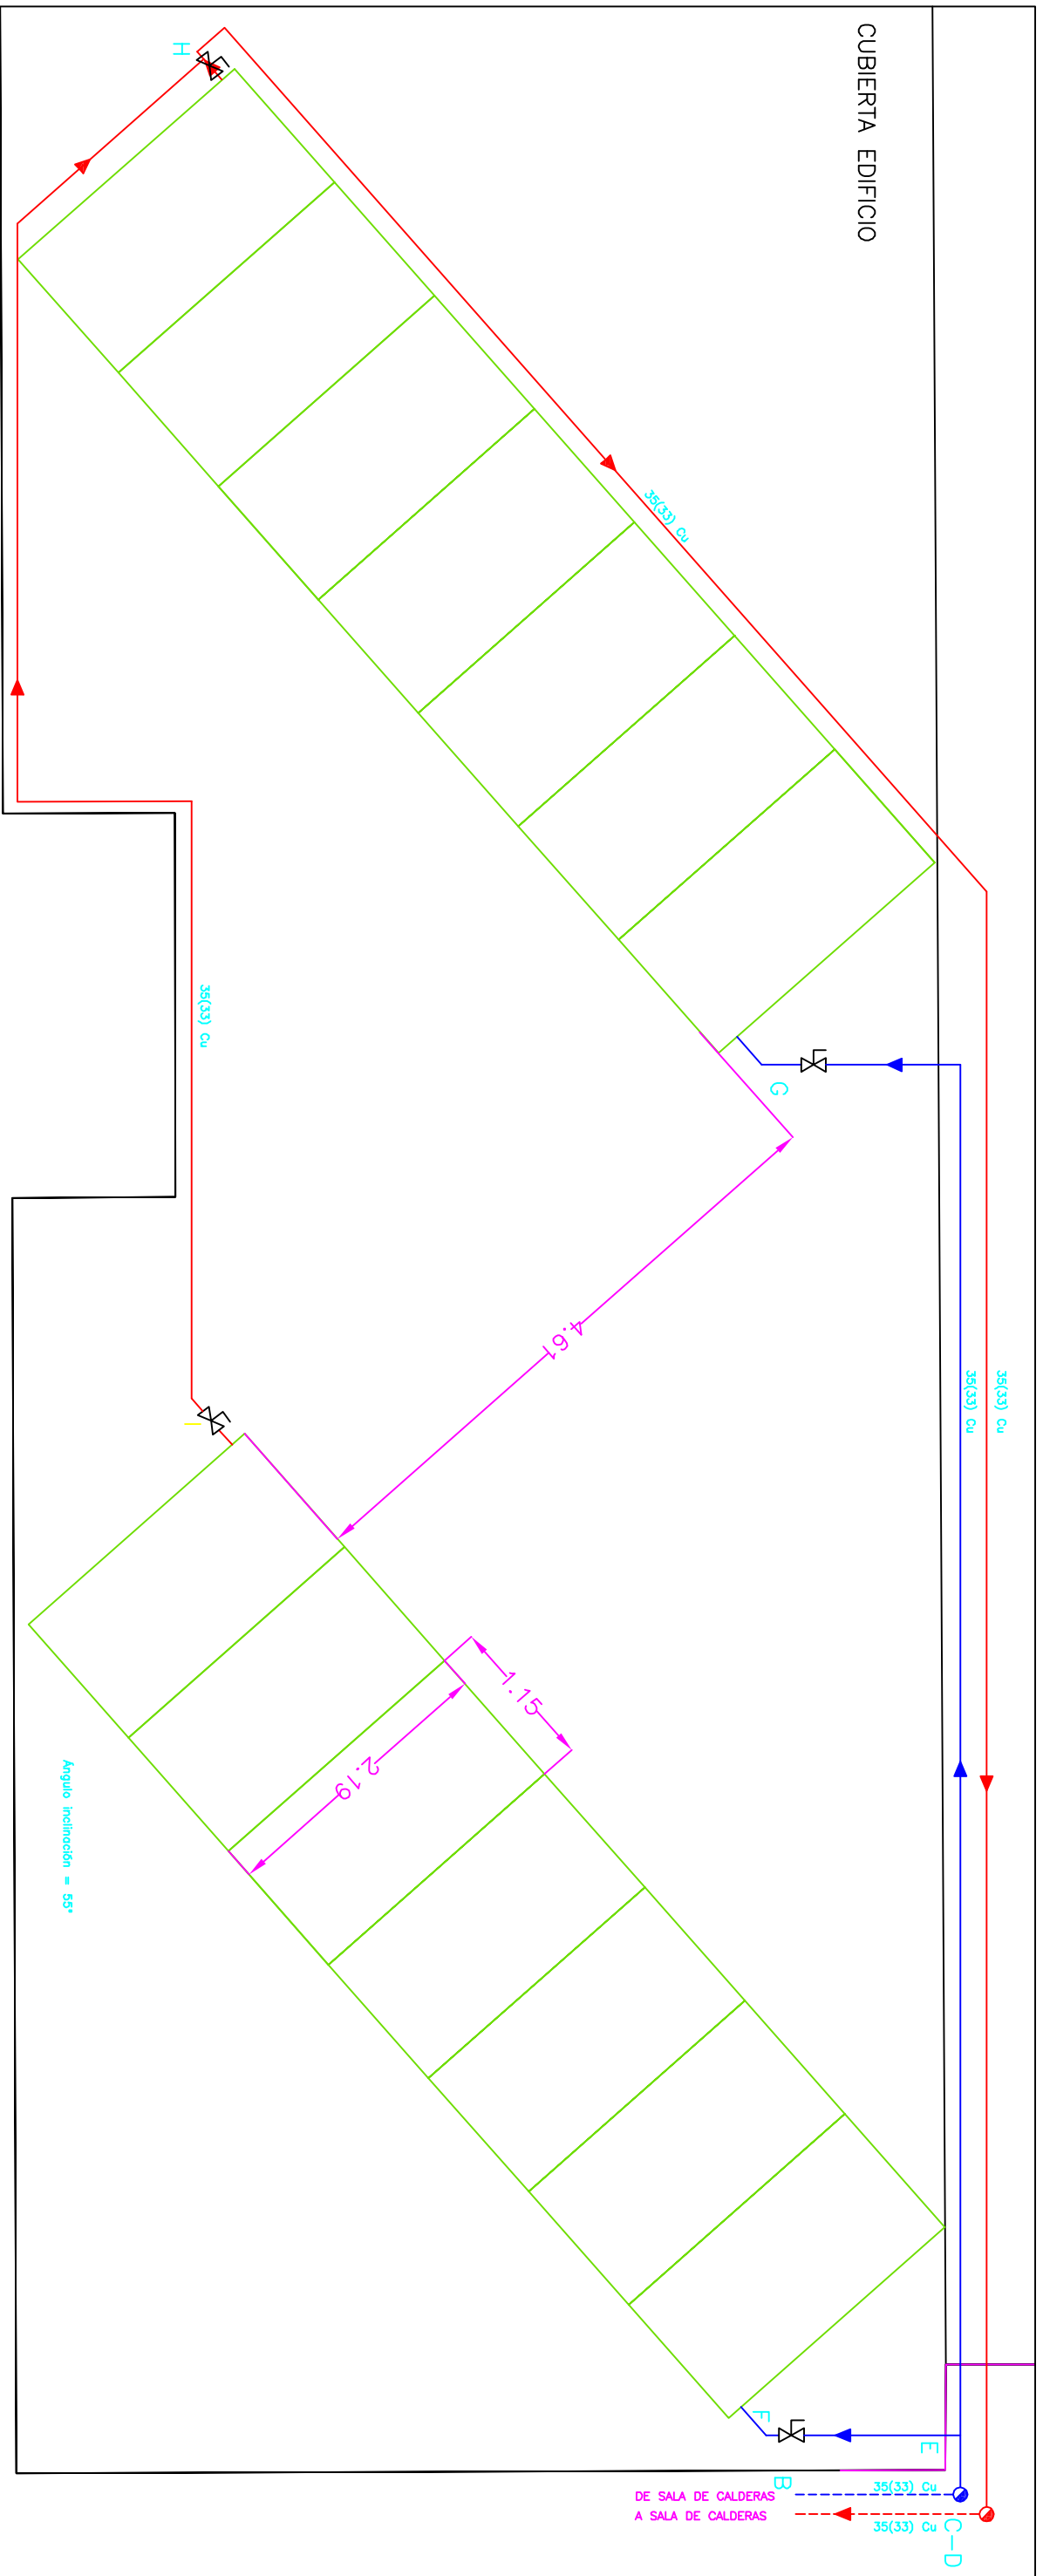 CUBIERTA EDIFICIO
H
35(33) Cu
35(33) Cu
G
4.61
35(33) Cu
35(33) Cu
I
1.15
2.19
Ángulo inclinación = 55°
F
E
B
DE SALA DE CALDERAS
A SALA DE CALDERAS
35(33) Cu
35(33) Cu
C-D